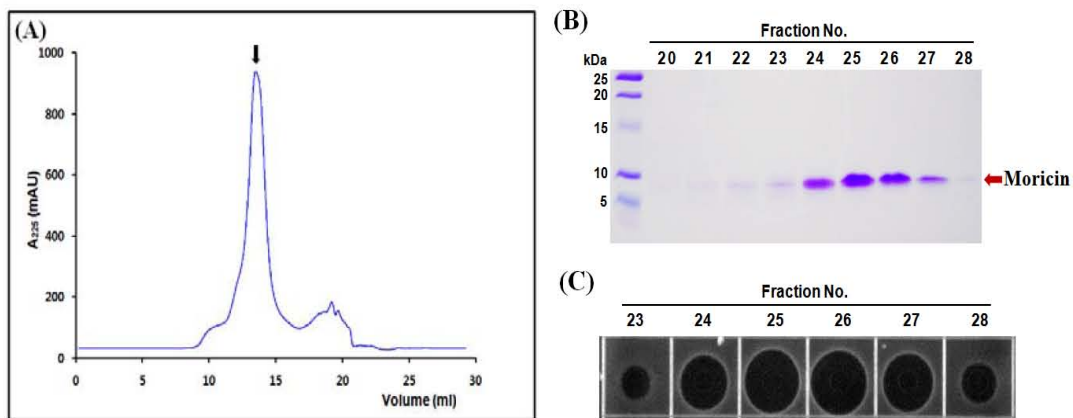 (A)
1000
800
600
400
200
0
A225 (mAU)
0 5 10 15 20 25 30
Volume (ml)
(B)
Fraction No.
kDa 20 21 22 23 24 25 26 27 28
25
20
15
10
5
Moricin
(C)
Fraction No.
23 24 25 26 27 28